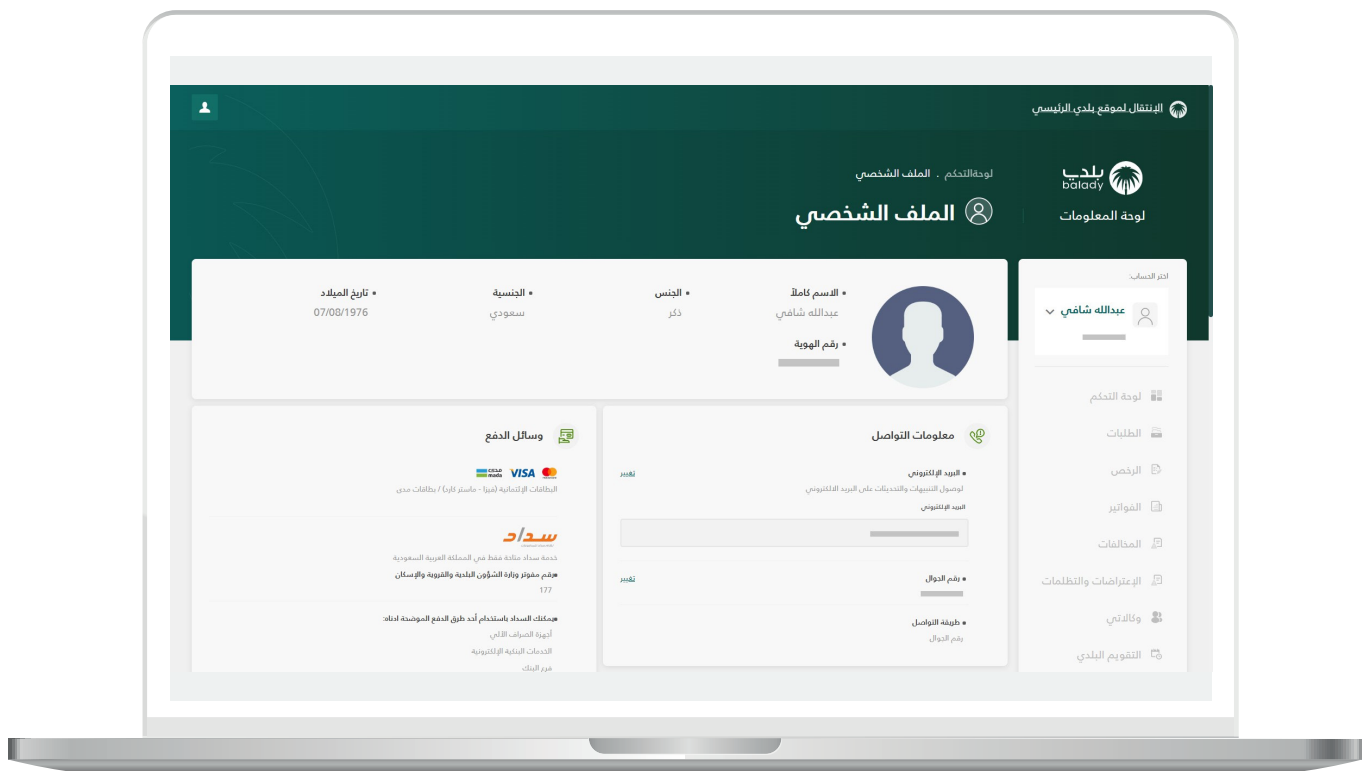 الإنتقال لموقع بلدي الرئيسي
بلدي
balady
لوحة المعلومات
لوحةالتحكم . الملف الشخصي
الملف الشخصي
اختر الحساب:
عبدالله شافي
لوحة التحكم
الطلبات
الرخص
الفواتير
المخالفات
الإعتراضات والتظلمات
وكالاتي
التقويم البلدي
الاسم كاملاً
عبدالله شافي
رقم الهوية
الجنس
ذكر
الجنسية
سعودي
تاريخ الميلاد
07/08/1976
معلومات التواصل
البريد الإلكتروني
تغيير
لوصول التنبيهات والتحديثات على البريد الالكتروني
البريد الإلكتروني
رقم الجوال
تغيير
طريقة التواصل
رقم الجوال
وسائل الدفع
VISA
mada
البطاقات الإئتمانية (فيزا - ماستر كارد) / بطاقات مدى
سداد
خدمة سداد متاحة فقط في المملكة العربية السعودية
رقم مفوتر وزارة الشؤون البلدية والقروية والإسكان
177
يمكنك السداد باستخدام أحد طرق الدفع الموضحة ادناه:
أجهزة الصراف الآلي
الخدمات البنكية الإلكترونية
فرع البنك